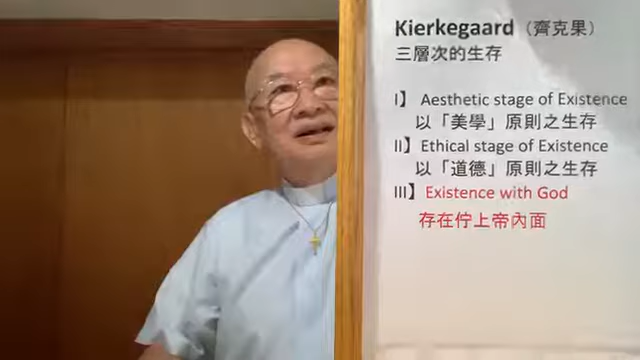 Kierkegaard（齊克果）
三層次的生存
I】 Aesthetic stage of Existence
以「美學」原則之生存
II】Ethical stage of Existence
以「道德」原則之生存
III】Existence with God
存在佇上帝內面